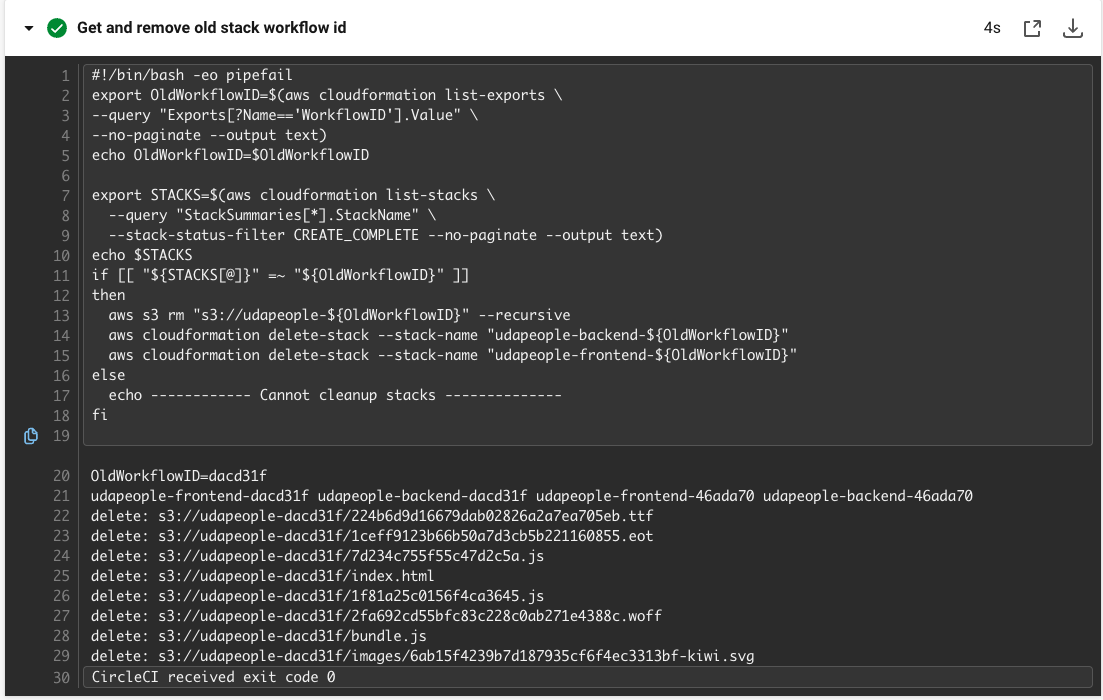 Get and remove old stack workflow id 4s
1 #!/bin/bash -eo pipefail
2 export OldWorkflowID=$(aws cloudformation list-exports \
3 --query "Exports[?Name=='WorkflowID'].Value" \
4 --no-paginate --output text)
5 echo OldWorkflowID=$OldWorkflowID
6
7 export STACKS=$(aws cloudformation list-stacks \
8   --query "StackSummaries[*].StackName" \
9   --stack-status-filter CREATE_COMPLETE --no-paginate --output text)
10 echo $STACKS
11 if [[ "${STACKS[@]}" =~ "${OldWorkflowID}" ]]
12 then
13   aws s3 rm "s3://udapeople-${OldWorkflowID}" --recursive
14   aws cloudformation delete-stack --stack-name "udapeople-backend-${OldWorkflowID}"
15   aws cloudformation delete-stack --stack-name "udapeople-frontend-${OldWorkflowID}"
16 else
17   echo ------------ Cannot cleanup stacks --------------
18 fi
19
20 OldWorkflowID=dacd31f
21 udapeople-frontend-dacd31f udapeople-backend-dacd31f udapeople-frontend-46ada70 udapeople-backend-46ada70
22 delete: s3://udapeople-dacd31f/224b6d9d16679dab02826a2a7ea705eb.ttf
23 delete: s3://udapeople-dacd31f/1ceff9123b66b50a7d3cb5b221160855.eot
24 delete: s3://udapeople-dacd31f/7d234c755f55c47d2c5a.js
25 delete: s3://udapeople-dacd31f/index.html
26 delete: s3://udapeople-dacd31f/1f81a25c0156f4ca3645.js
27 delete: s3://udapeople-dacd31f/2fa692cd55bfc83c228c0ab271e4388c.woff
28 delete: s3://udapeople-dacd31f/bundle.js
29 delete: s3://udapeople-dacd31f/images/6ab15f4239b7d187935cf6f4ec3313bf-kiwi.svg
30 CircleCI received exit code 0